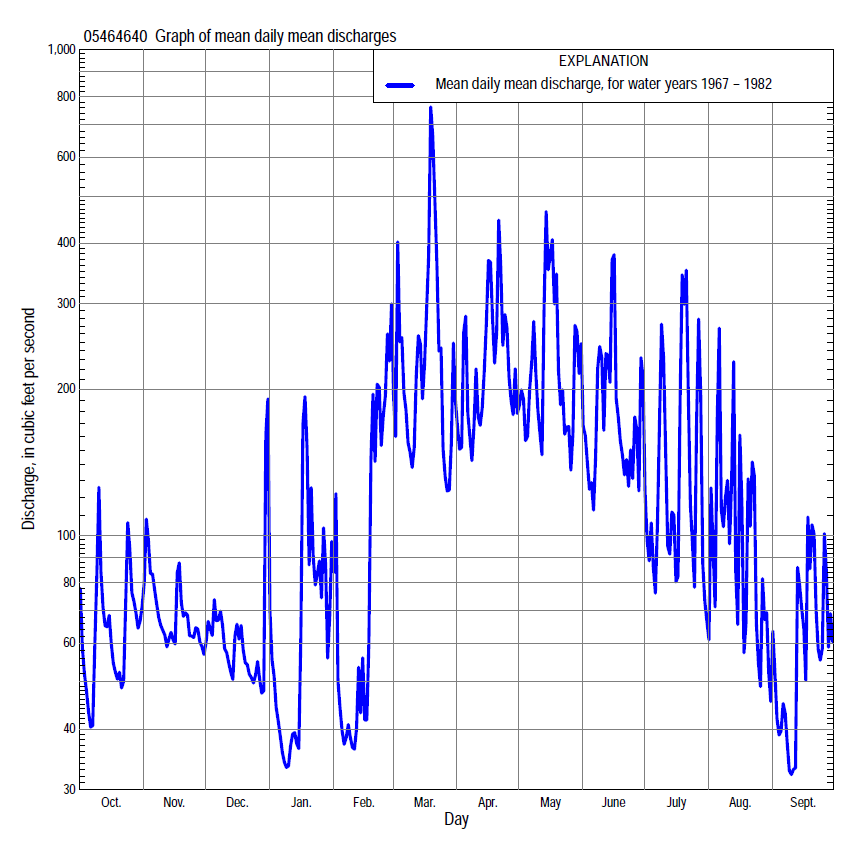 05464640 Graph of mean daily mean discharges
EXPLANATION
Mean daily mean discharge, for water years 1967 – 1982
1,000
800
600
400
300
200
100
80
60
40
30
Discharge, in cubic feet per second
Oct. Nov. Dec. Jan. Feb. Mar. Apr. May June July Aug. Sept.
Day